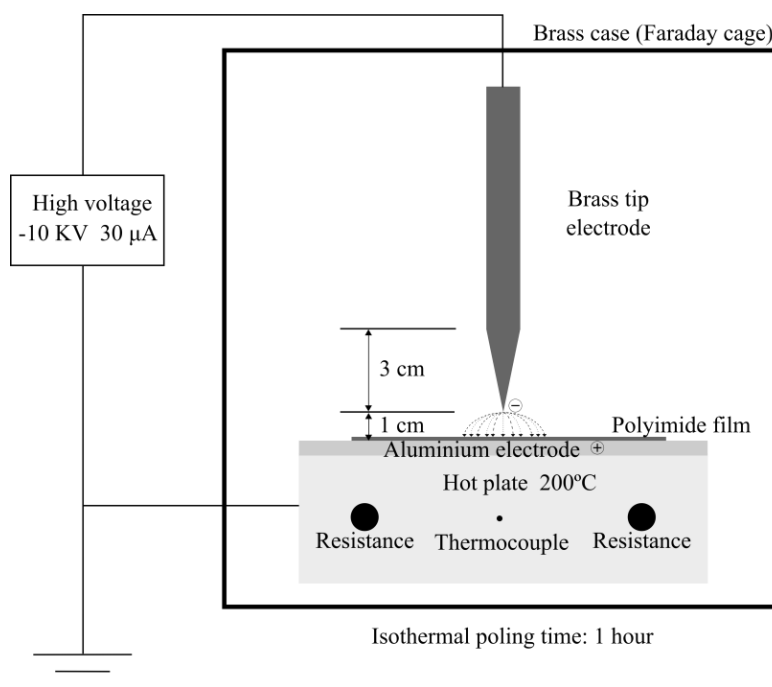 Brass case (Faraday cage)
High voltage
-10 KV 30 μA
Brass tip
electrode
3 cm
−
1 cm
Polyimide film
Aluminium electrode +
Hot plate 200ºC
Resistance
Thermocouple
Resistance
Isothermal poling time: 1 hour